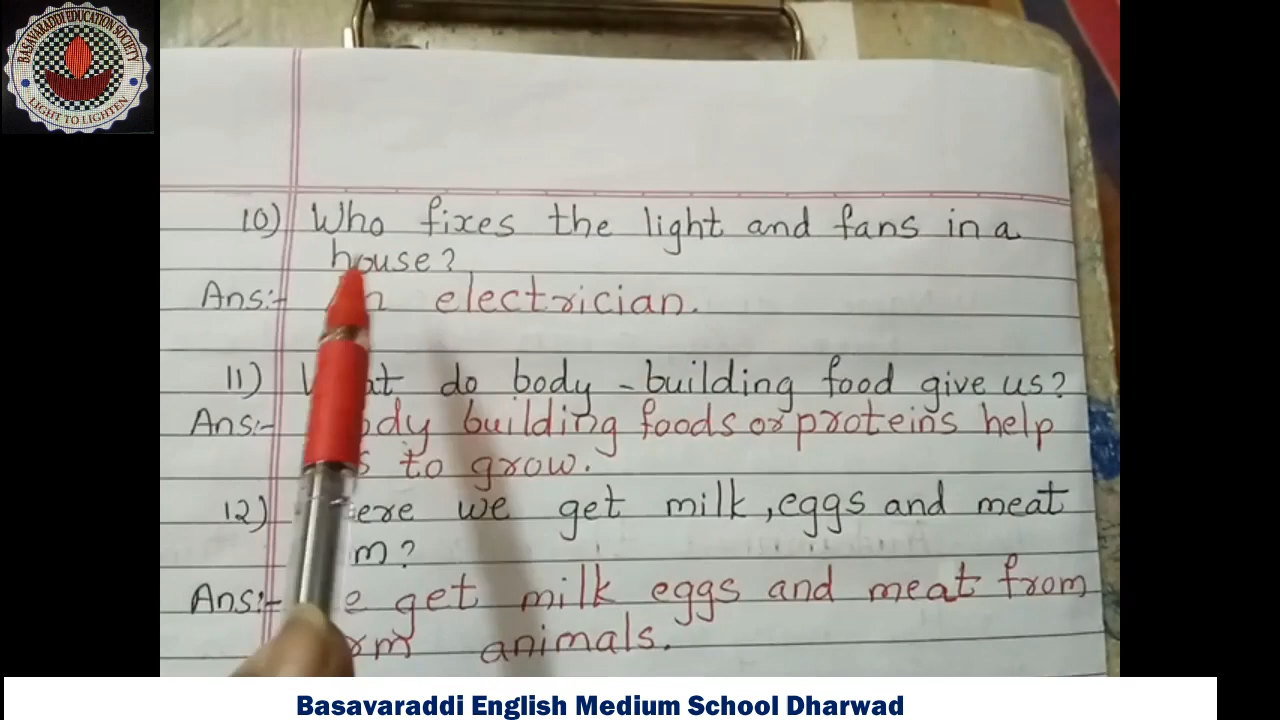 BASAVARADDI EDUCATION SOCIETY
LIGHT TO LIGHTEN
10) Who fixes the light and fans in a
house?
Ans:- electrician.
11) do body-building food give us?
Ans:- building foods or proteins help
to grow.
12) we get milk, eggs and meat
Ans:- get milk eggs and meat from
animals.
Basavaraddi English Medium School Dharwad